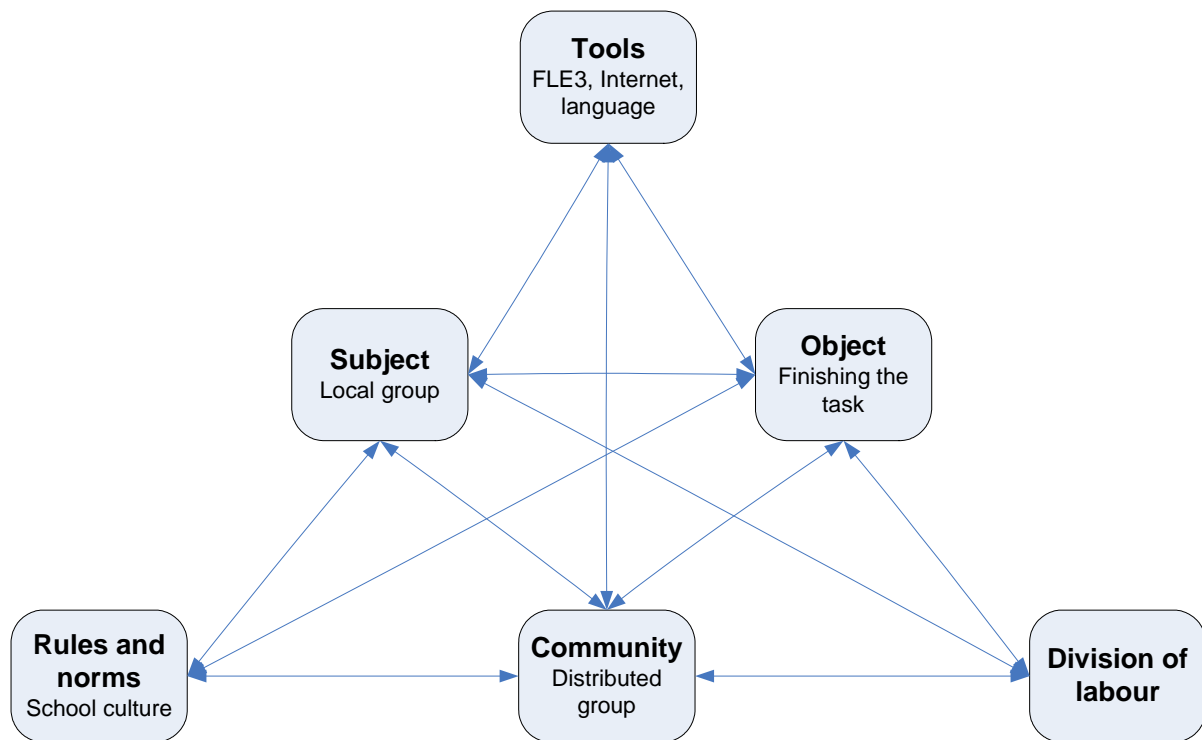 Tools
FLE3, Internet,
language
Subject
Local group
Object
Finishing the
task
Rules and
norms
School culture
Community
Distributed
group
Division of
labour